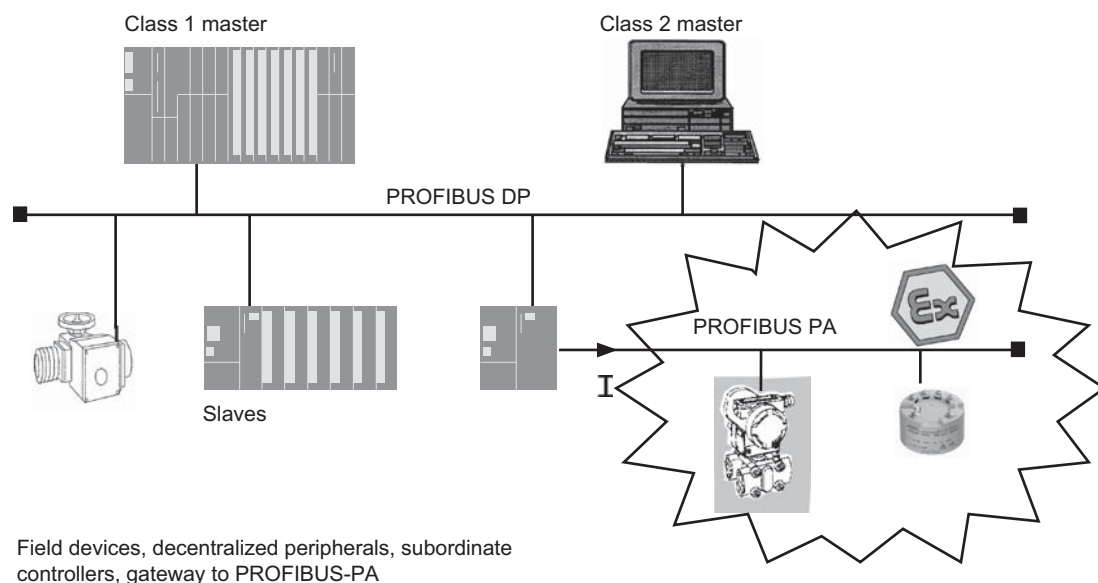 Class 1 master
Class 2 master
PROFIBUS DP
Ex
PROFIBUS PA
I
Slaves
Field devices, decentralized peripherals, subordinate
controllers, gateway to PROFIBUS-PA